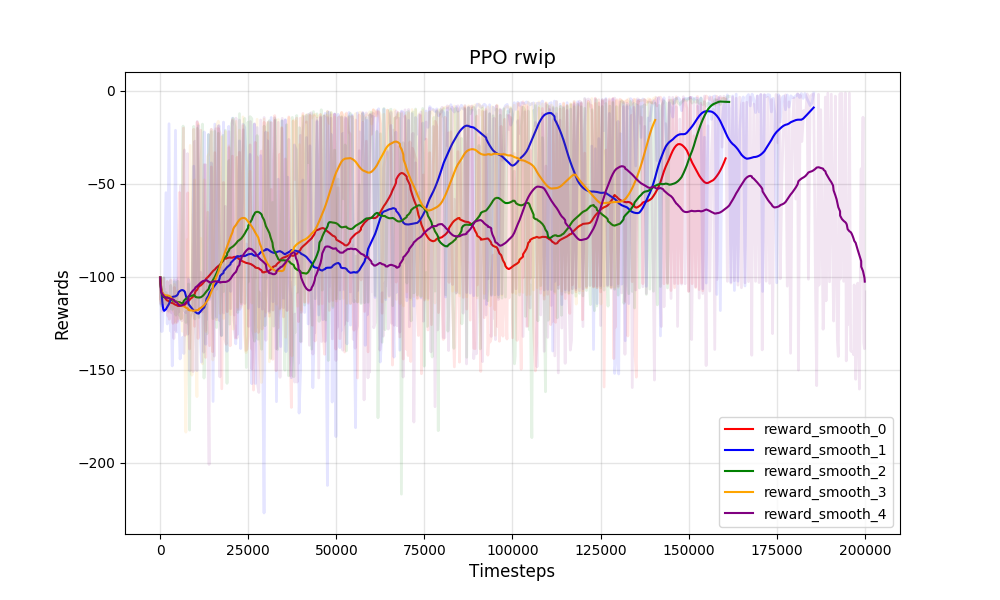 PPO rwip
0
−50
−100
−150
−200
Rewards
0
25000
50000
75000
100000
125000
150000
175000
200000
Timesteps
reward_smooth_0
reward_smooth_1
reward_smooth_2
reward_smooth_3
reward_smooth_4